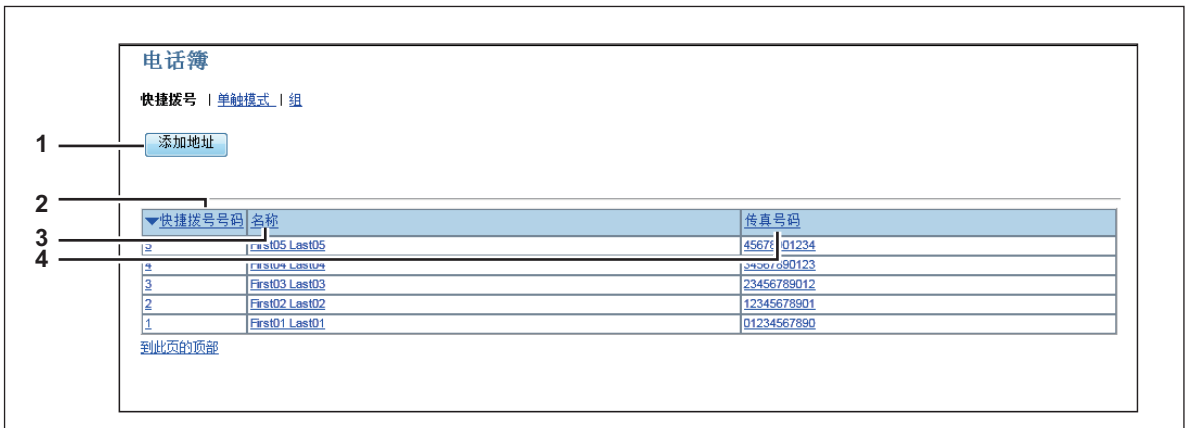 电话簿
快捷拨号 | 单触模式 | 组
1 添加地址
2
▼快捷拨号号码 名称 传真号码
3
5 First05 Last05 45678901234
4
4 First04 Last04 34567890123
3 First03 Last03 23456789012
2 First02 Last02 12345678901
1 First01 Last01 01234567890
到此页的顶部